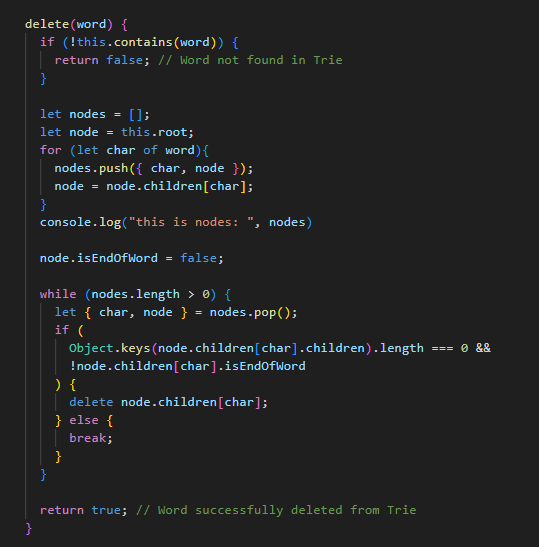 delete(word) {
  if (!this.contains(word)) {
    return false; // Word not found in Trie
  }

  let nodes = [];
  let node = this.root;
  for (let char of word){
    nodes.push({ char, node });
    node = node.children[char];
  }
  console.log("this is nodes: ", nodes)

  node.isEndOfWord = false;

  while (nodes.length > 0) {
    let { char, node } = nodes.pop();
    if (
      Object.keys(node.children[char].children).length === 0 &&
      !node.children[char].isEndOfWord
    ) {
      delete node.children[char];
    } else {
      break;
    }
  }

  return true; // Word successfully deleted from Trie
}